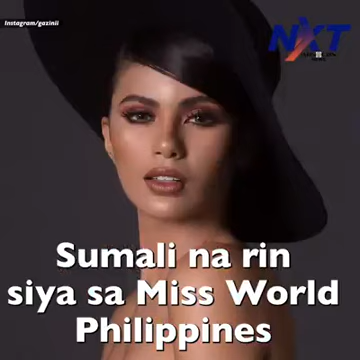 Instagram/gazinii
NXT
Sumali na rin
siya sa Miss World
Philippines